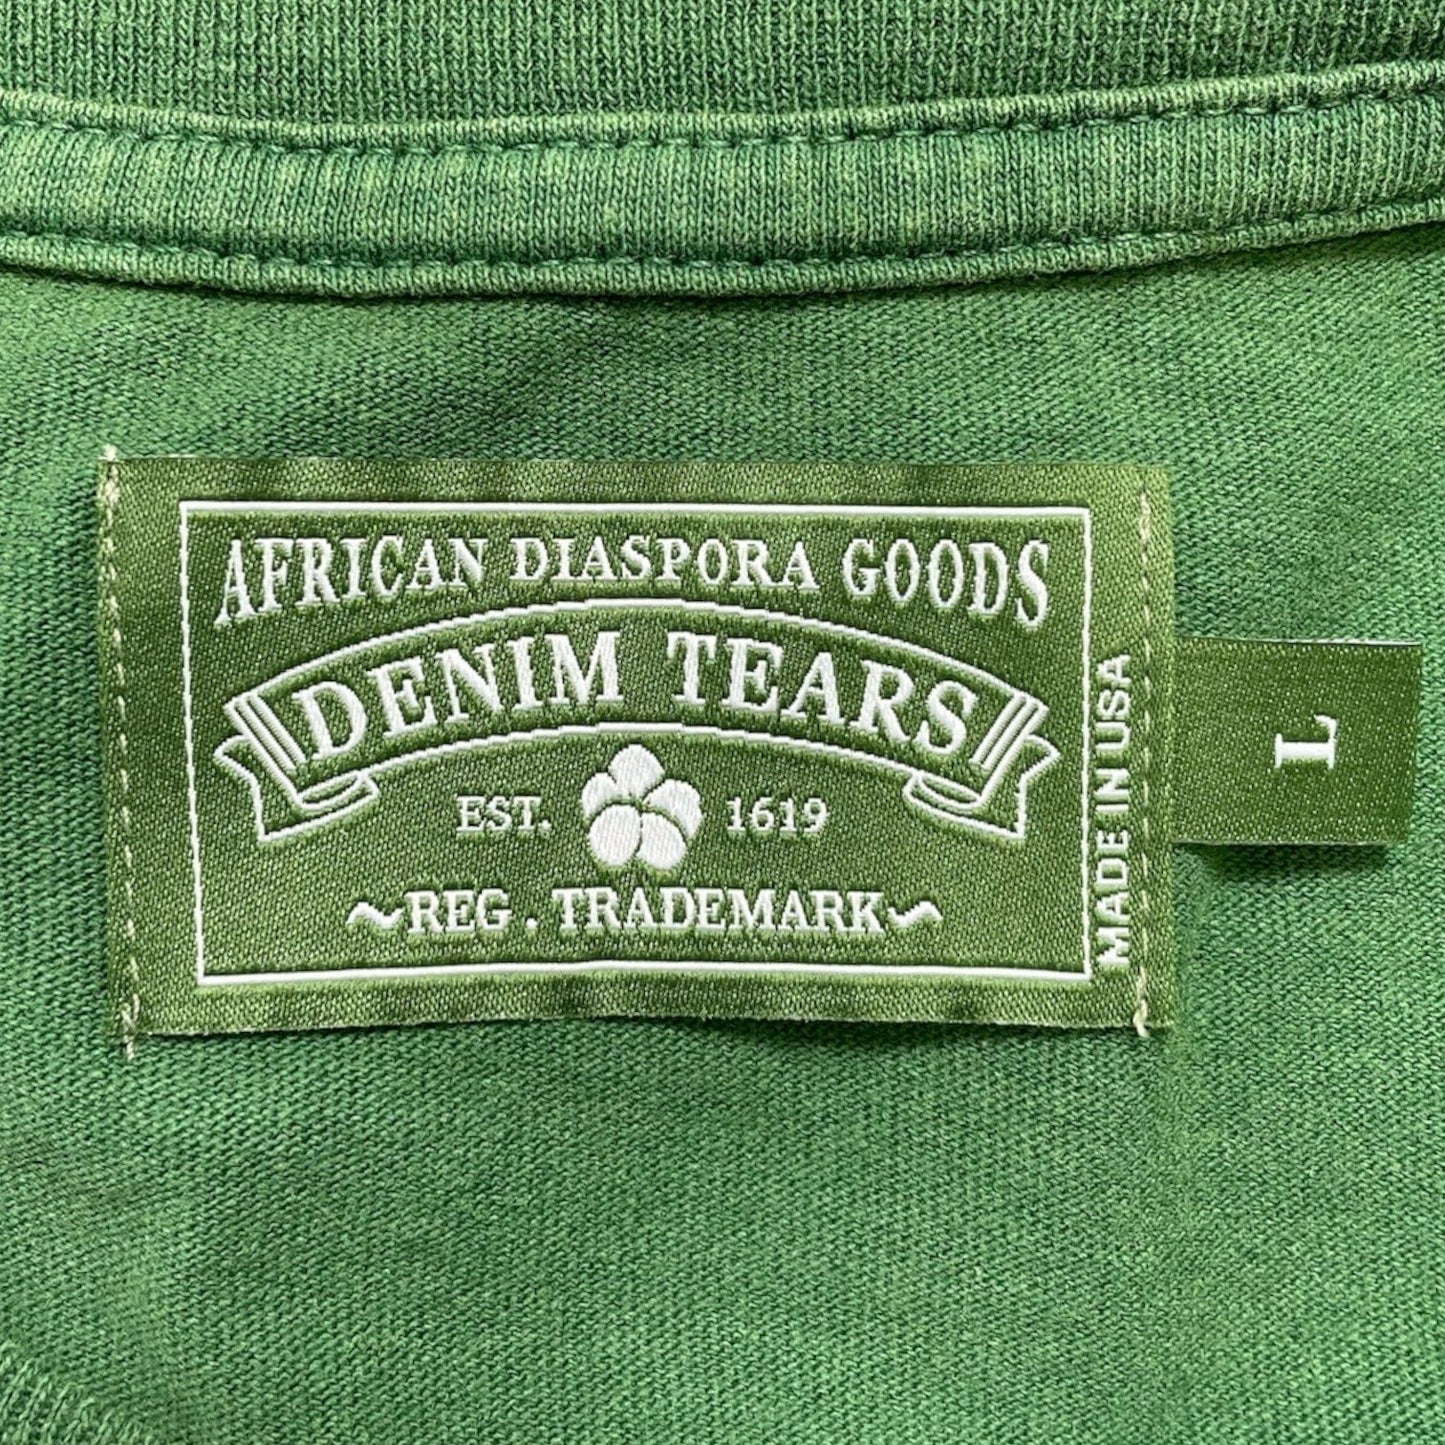 AFRICAN DIASPORA GOODS
DENIM TEARS
EST. 1619
~REG. TRADEMARK~
MADE IN USA
L